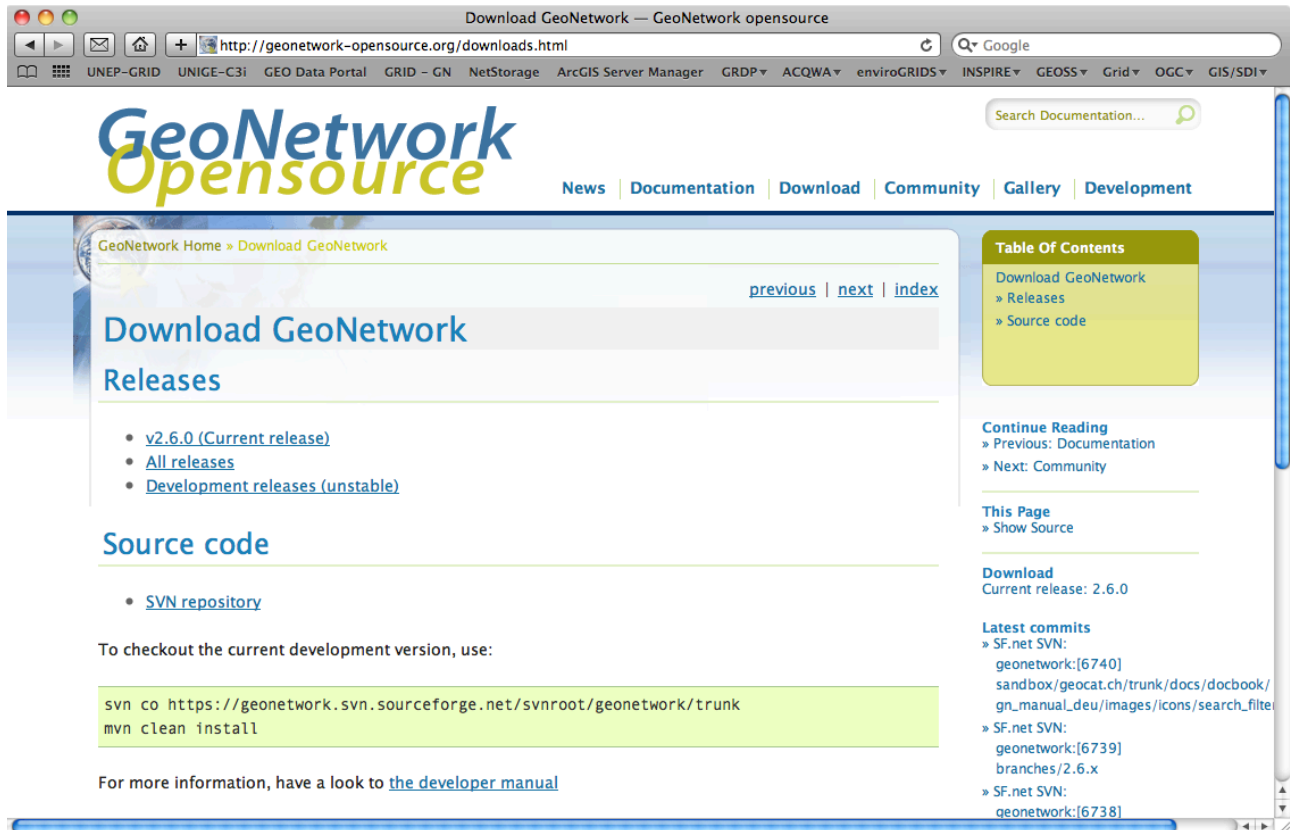 Download GeoNetwork — GeoNetwork opensource
http://geonetwork-opensource.org/downloads.html
Google
UNEP-GRID UNIGE-C3i GEO Data Portal GRID - GN NetStorage ArcGIS Server Manager GRDP ACQWA enviroGRIDS INSPIRE GEOSS Grid OGC GIS/SDI
GeoNetwork
Opensource
Search Documentation...
News Documentation Download Community Gallery Development
GeoNetwork Home » Download GeoNetwork
previous | next | index
Download GeoNetwork
Releases
• v2.6.0 (Current release)
• All releases
• Development releases (unstable)
Source code
• SVN repository
To checkout the current development version, use:
svn co https://geonetwork.svn.sourceforge.net/svnroot/geonetwork/trunk
mvn clean install
For more information, have a look to the developer manual
Table Of Contents
Download GeoNetwork
» Releases
» Source code
Continue Reading
» Previous: Documentation
» Next: Community
This Page
» Show Source
Download
Current release: 2.6.0
Latest commits
» SF.net SVN:
geonetwork:[6740]
sandbox/geocat.ch/trunk/docs/docbook/
gn_manual_deu/images/icons/search_filte
» SF.net SVN:
geonetwork:[6739]
branches/2.6.x
» SF.net SVN:
geonetwork:[6738]